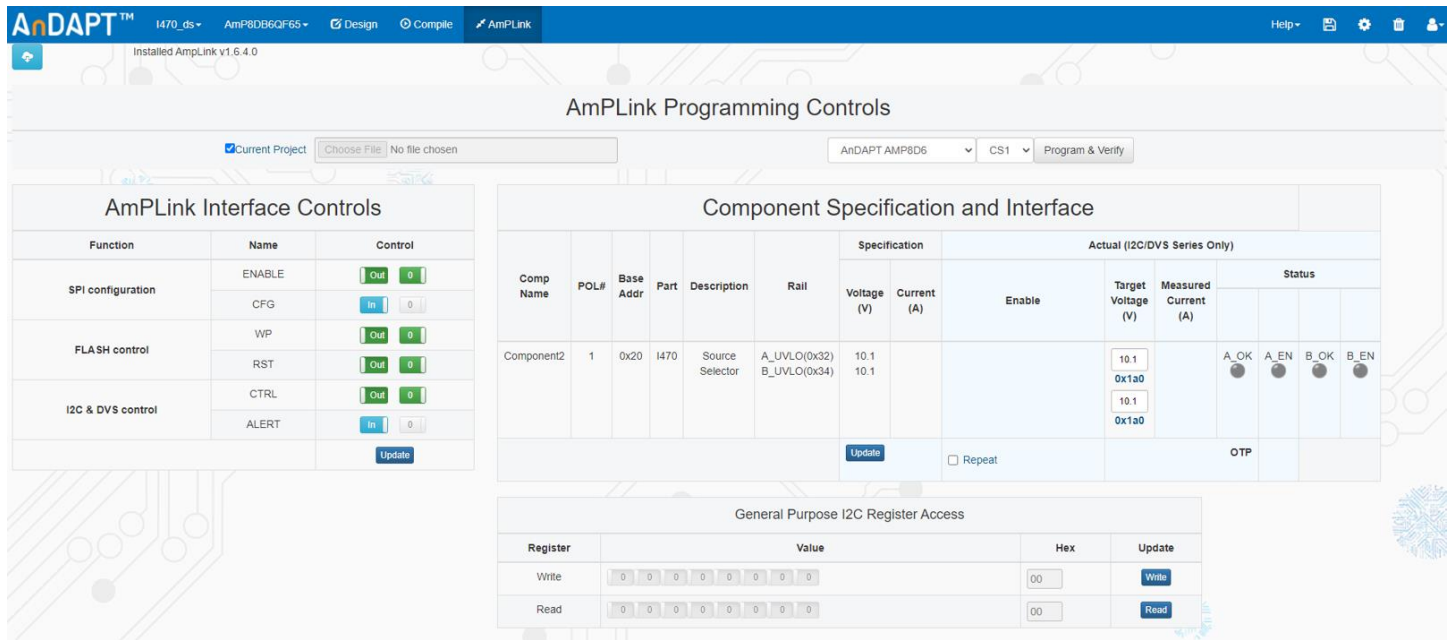 AnDAPT™ I470_ds AmP8DB6QF65 Design Compile AmPLink Help
Installed AmpLink v1.6.4.0
AmPLink Programming Controls
Current Project Choose File No file chosen AnDAPT AMP8D6 CS1 Program & Verify
AmPLink Interface Controls
Function Name Control
SPI configuration
ENABLE Out 0
CFG In 0
FLASH control
WP Out 0
RST Out 0
I2C & DVS control
CTRL Out 0
ALERT In 0
Update
Component Specification and Interface
Specification Actual (I2C/DVS Series Only)
Comp Name POL# Base Addr Part Description Rail Voltage (V) Current (A) Enable Target Voltage (V) Measured Current (A) Status
Component2 1 0x20 I470 Source Selector A_UVLO(0x32) 10.1 10.1 A_OK A_EN B_OK B_EN
0x1a0
B_UVLO(0x34) 10.1 10.1
0x1a0
Update Repeat OTP
General Purpose I2C Register Access
Register Value Hex Update
Write 0 0 0 0 0 0 0 0 00 Write
Read 0 0 0 0 0 0 0 0 00 Read